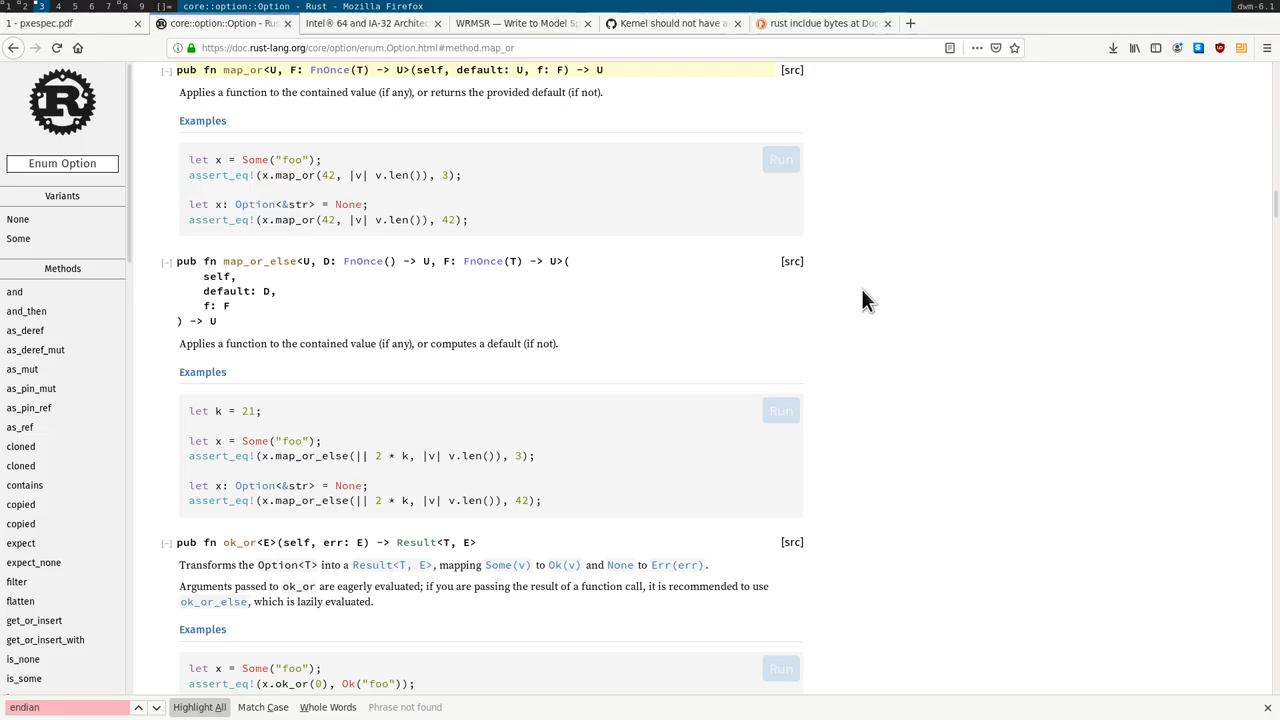 1 2 3 4 5 6 7 8 9 []= core::option::Option - Rust - Mozilla Firefox dwm-6.1
1 - pxespec.pdf × core::option::Option - Rus × Intel® 64 and IA-32 Architec × WRMSR — Write to Model Sp × Kernel should not have a × rust incldue bytes at Duc × +
https://doc.rust-lang.org/core/option/enum.Option.html#method.map_or
Enum Option
Variants
None
Some
Methods
and
and_then
as_deref
as_deref_mut
as_mut
as_pin_mut
as_pin_ref
as_ref
cloned
cloned
contains
copied
copied
expect
expect_none
filter
flatten
get_or_insert
get_or_insert_with
is_none
is_some
[-] pub fn map_or<U, F: FnOnce(T) -> U>(self, default: U, f: F) -> U [src]
Applies a function to the contained value (if any), or returns the provided default (if not).
Examples
let x = Some("foo"); Run
assert_eq!(x.map_or(42, |v| v.len()), 3);
let x: Option<&str> = None;
assert_eq!(x.map_or(42, |v| v.len()), 42);
[-] pub fn map_or_else<U, D: FnOnce() -> U, F: FnOnce(T) -> U>( [src]
self,
default: D,
f: F
) -> U
Applies a function to the contained value (if any), or computes a default (if not).
Examples
let k = 21; Run
let x = Some("foo");
assert_eq!(x.map_or_else(|| 2 * k, |v| v.len()), 3);
let x: Option<&str> = None;
assert_eq!(x.map_or_else(|| 2 * k, |v| v.len()), 42);
[-] pub fn ok_or<E>(self, err: E) -> Result<T, E> [src]
Transforms the Option<T> into a Result<T, E>, mapping Some(v) to Ok(v) and None to Err(err).
Arguments passed to ok_or are eagerly evaluated; if you are passing the result of a function call, it is recommended to use
ok_or_else, which is lazily evaluated.
Examples
let x = Some("foo"); Run
assert_eq!(x.ok_or(0), Ok("foo"));
endian Highlight All Match Case Whole Words Phrase not found